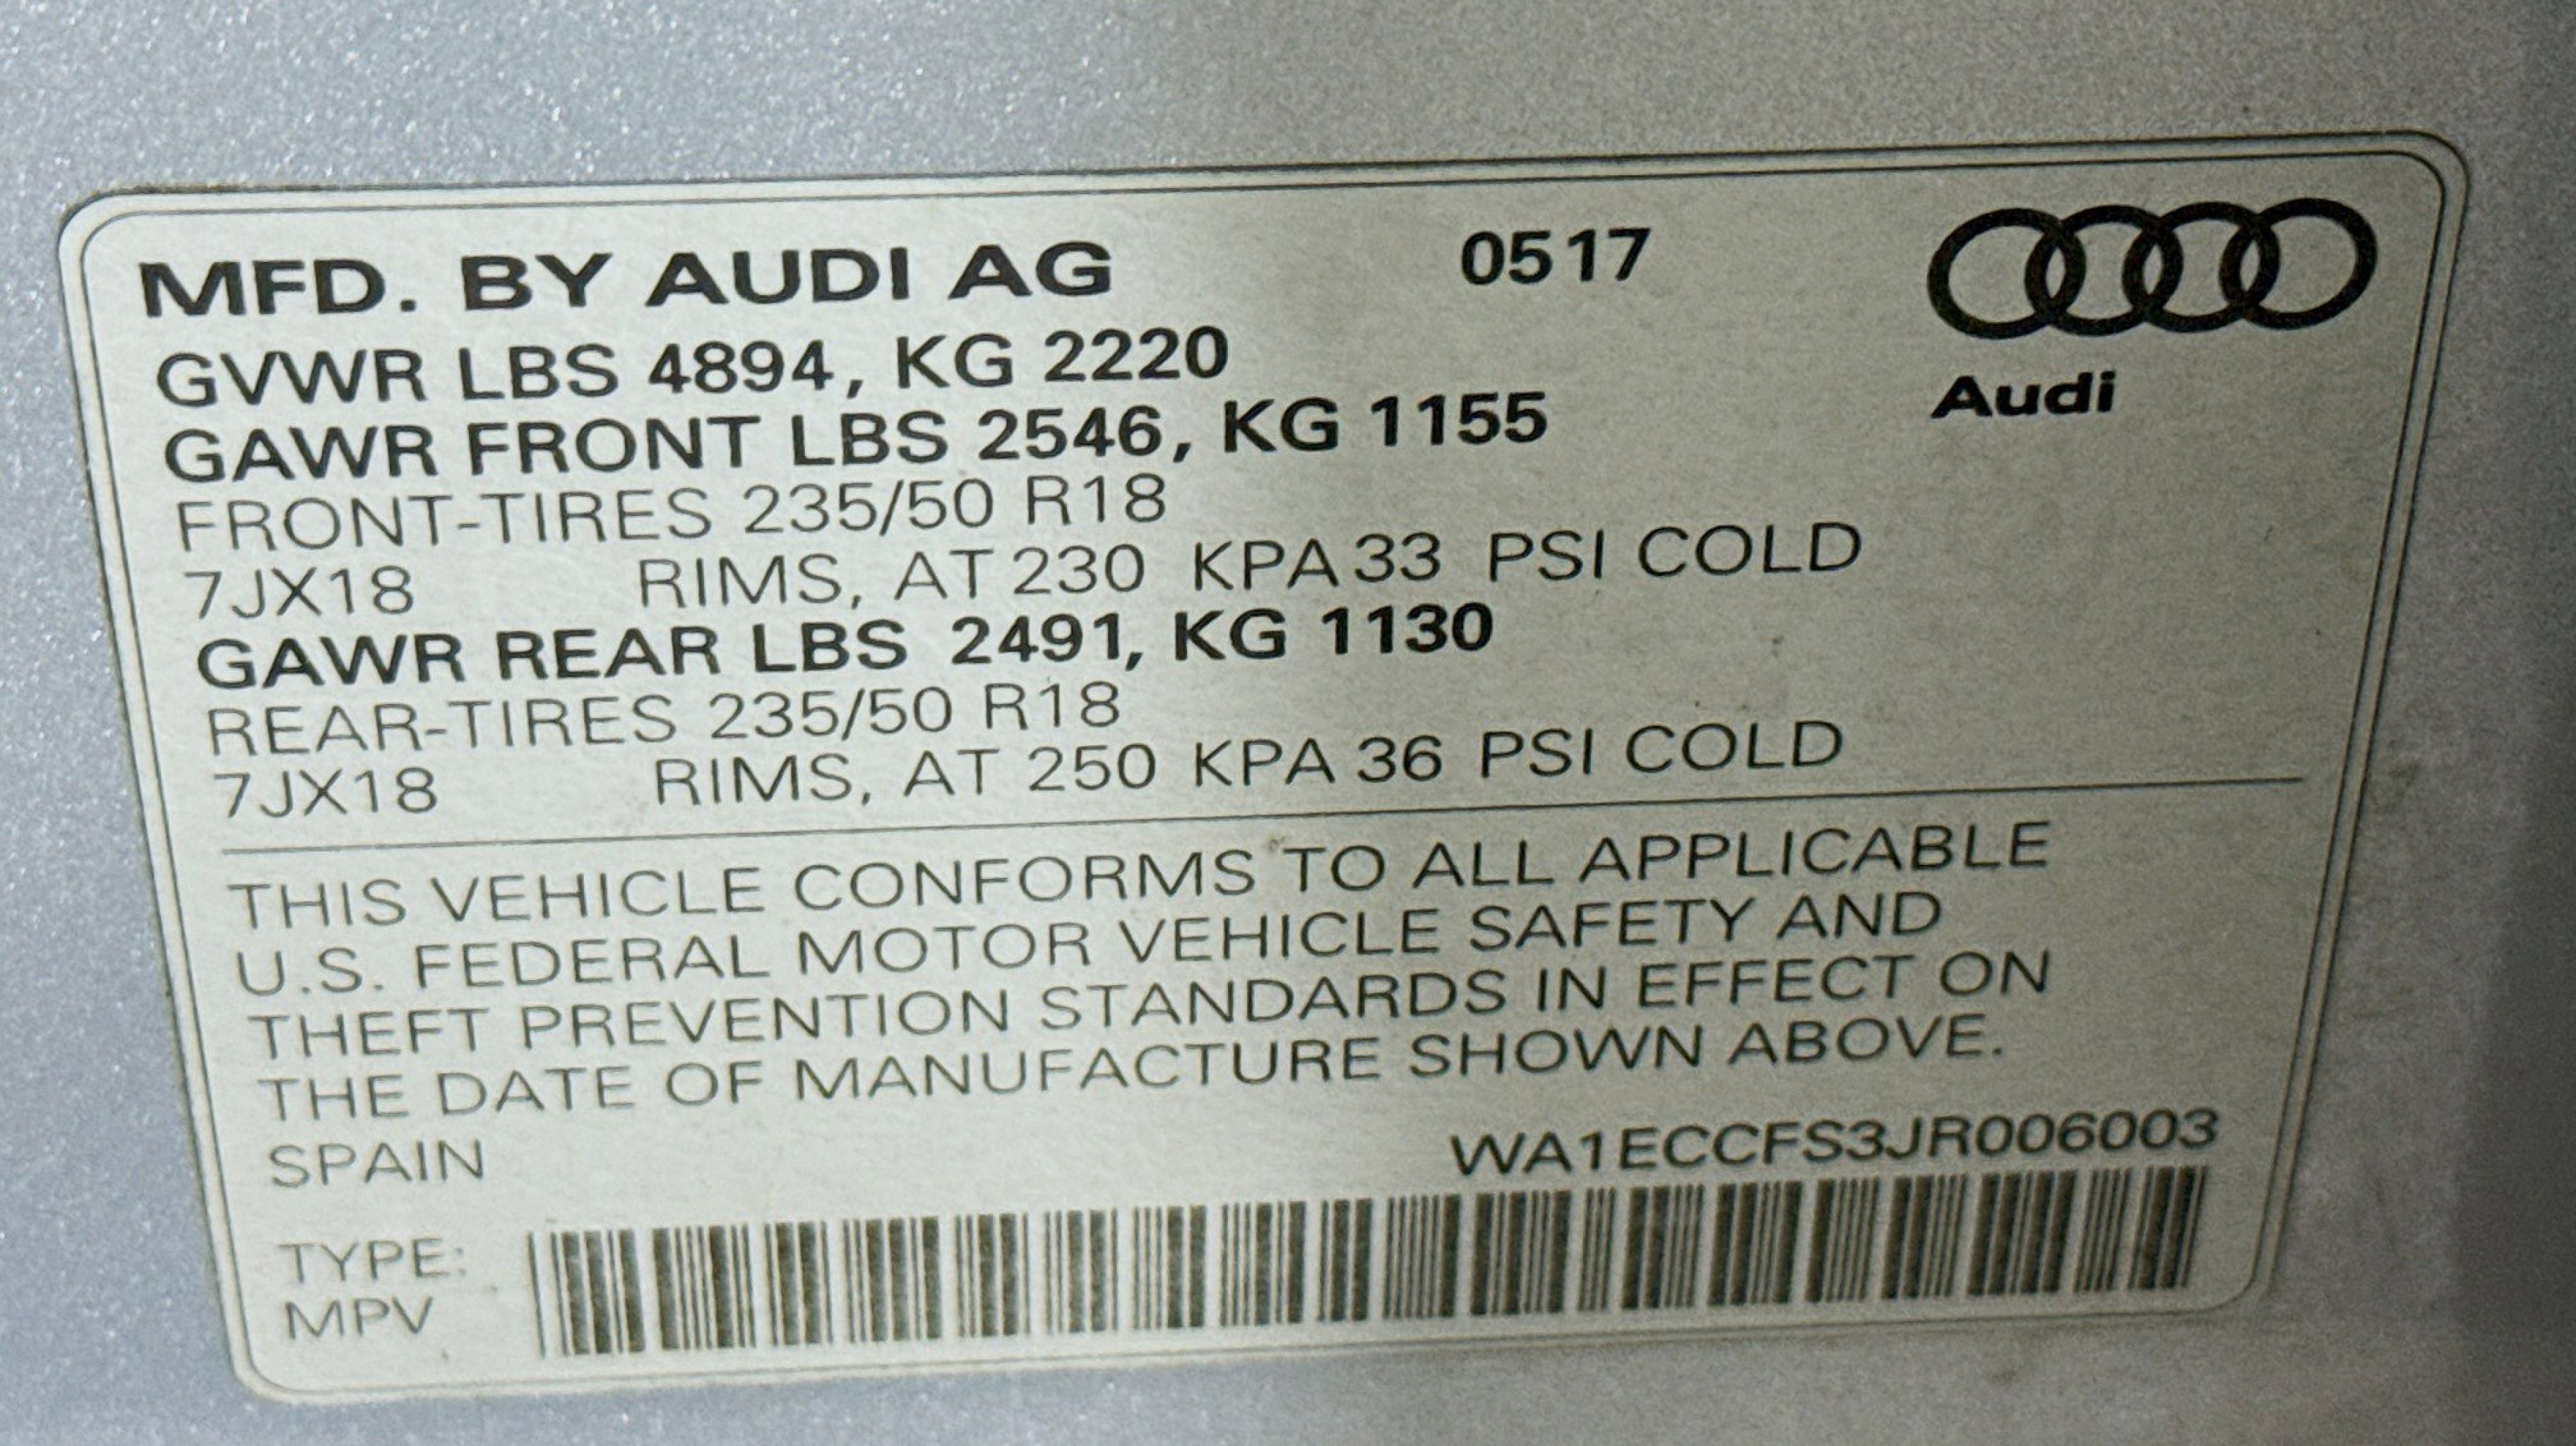 MFD. BY AUDI AG 0517
Audi
GVWR LBS 4894, KG 2220
GAWR FRONT LBS 2546, KG 1155
FRONT-TIRES 235/50 R18
7JX18 RIMS, AT 230 KPA 33 PSI COLD
GAWR REAR LBS 2491, KG 1130
REAR-TIRES 235/50 R18
7JX18 RIMS, AT 250 KPA 36 PSI COLD
THIS VEHICLE CONFORMS TO ALL APPLICABLE
U.S. FEDERAL MOTOR VEHICLE SAFETY AND
THEFT PREVENTION STANDARDS IN EFFECT ON
THE DATE OF MANUFACTURE SHOWN ABOVE.
SPAIN WA1ECCFS3JR006003
TYPE:
MPV